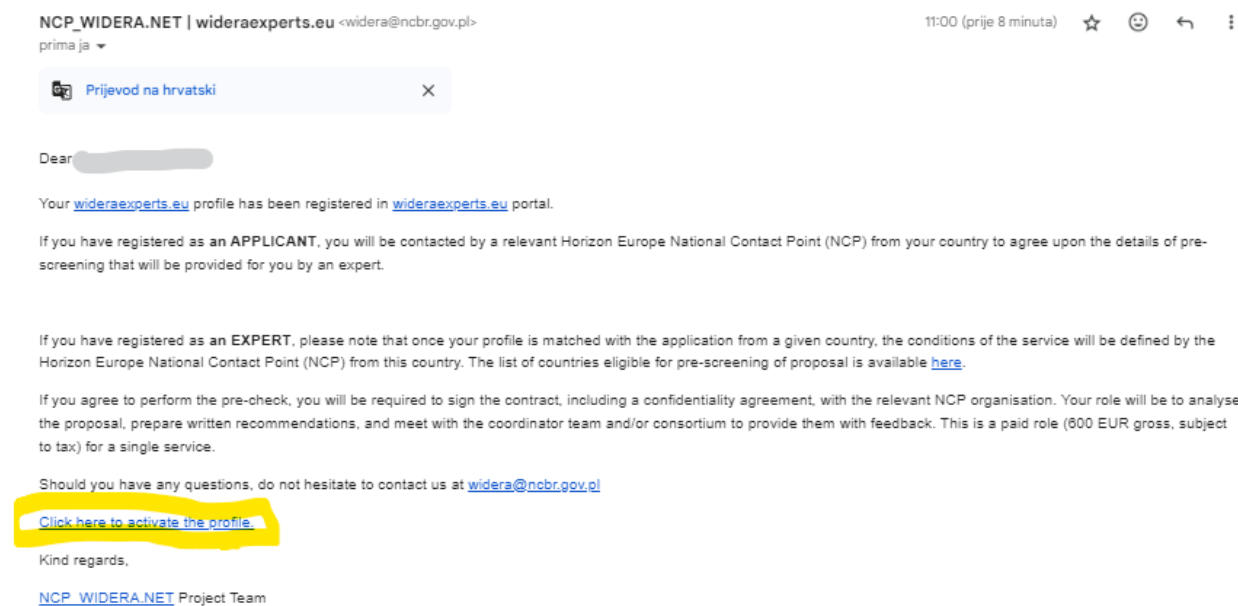 NCP_WIDERA.NET | wideraexperts.eu <widera@ncbr.gov.pl>
11:00 (prije 8 minuta)
prima ja
Prijevod na hrvatski
Dear
Your wideraexperts.eu profile has been registered in wideraexperts.eu portal.
If you have registered as an APPLICANT, you will be contacted by a relevant Horizon Europe National Contact Point (NCP) from your country to agree upon the details of pre-
screening that will be provided for you by an expert.
If you have registered as an EXPERT, please note that once your profile is matched with the application from a given country, the conditions of the service will be defined by the
Horizon Europe National Contact Point (NCP) from this country. The list of countries eligible for pre-screening of proposal is available here.
If you agree to perform the pre-check, you will be required to sign the contract, including a confidentiality agreement, with the relevant NCP organisation. Your role will be to analyse
the proposal, prepare written recommendations, and meet with the coordinator team and/or consortium to provide them with feedback. This is a paid role (600 EUR gross, subject
to tax) for a single service.
Should you have any questions, do not hesitate to contact us at widera@ncbr.gov.pl
Click here to activate the profile.
Kind regards,
NCP_WIDERA.NET Project Team